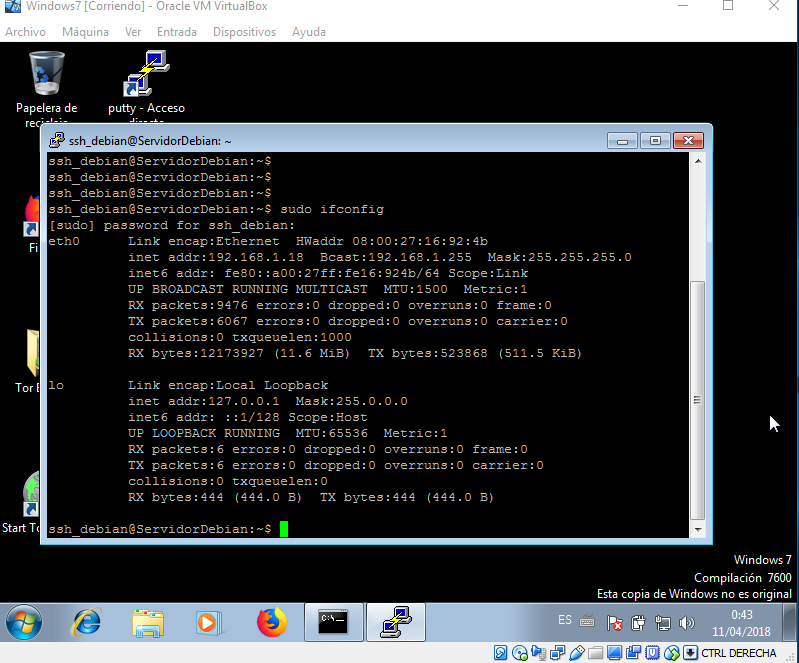 Windows7 [Corriendo] - Oracle VM VirtualBox
Archivo Máquina Ver Entrada Dispositivos Ayuda
Papelera de
putty - Acceso
ssh_debian@ServidorDebian: ~
ssh_debian@ServidorDebian:~$
ssh_debian@ServidorDebian:~$
ssh_debian@ServidorDebian:~$
ssh_debian@ServidorDebian:~$ sudo ifconfig
[sudo] password for ssh_debian:
eth0 Link encap:Ethernet HWaddr 08:00:27:16:92:4b
inet addr:192.168.1.18 Bcast:192.168.1.255 Mask:255.255.255.0
inet6 addr: fe80::a00:27ff:fe16:924b/64 Scope:Link
UP BROADCAST RUNNING MULTICAST MTU:1500 Metric:1
RX packets:9476 errors:0 dropped:0 overruns:0 frame:0
TX packets:6067 errors:0 dropped:0 overruns:0 carrier:0
collisions:0 txqueuelen:1000
RX bytes:12173927 (11.6 MiB) TX bytes:523868 (511.5 KiB)
lo Link encap:Local Loopback
inet addr:127.0.0.1 Mask:255.0.0.0
inet6 addr: ::1/128 Scope:Host
UP LOOPBACK RUNNING MTU:65536 Metric:1
RX packets:6 errors:0 dropped:0 overruns:0 frame:0
TX packets:6 errors:0 dropped:0 overruns:0 carrier:0
collisions:0 txqueuelen:0
RX bytes:444 (444.0 B) TX bytes:444 (444.0 B)
ssh_debian@ServidorDebian:~$
Fi
Tor B
Start To
Windows 7
Compilación 7600
Esta copia de Windows no es original
C:\_
ES
0:43
11/04/2018
CTRL DERECHA